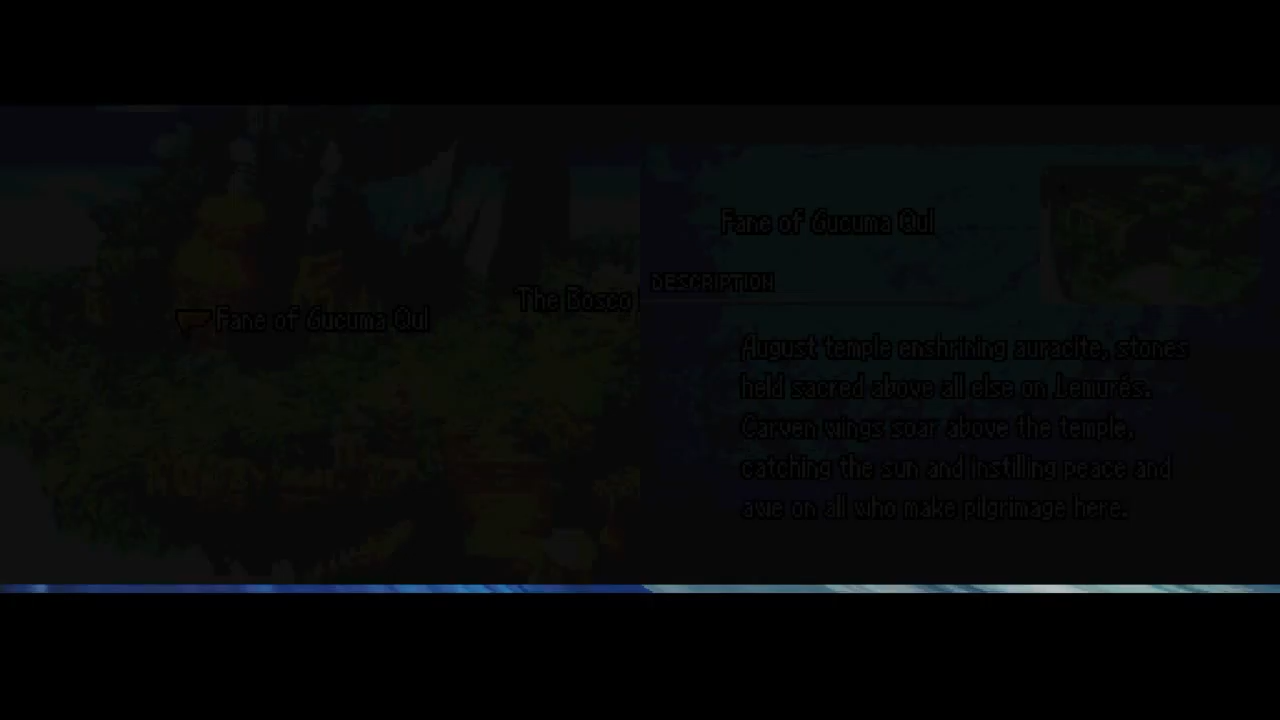 The Bosco
Fane of Gucuma Qul
Fane of Gucuma Qul
DESCRIPTION
August temple enshrining auracite, stones
held sacred above all else on Lemurés.
Carven wings soar above the temple,
catching the sun and instilling peace and
awe on all who make pilgrimage here.